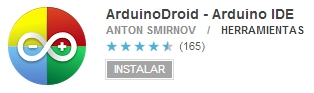 ArduinoDroid - Arduino IDE
ANTON SMIRNOV / HERRAMIENTAS
(165)
INSTALAR